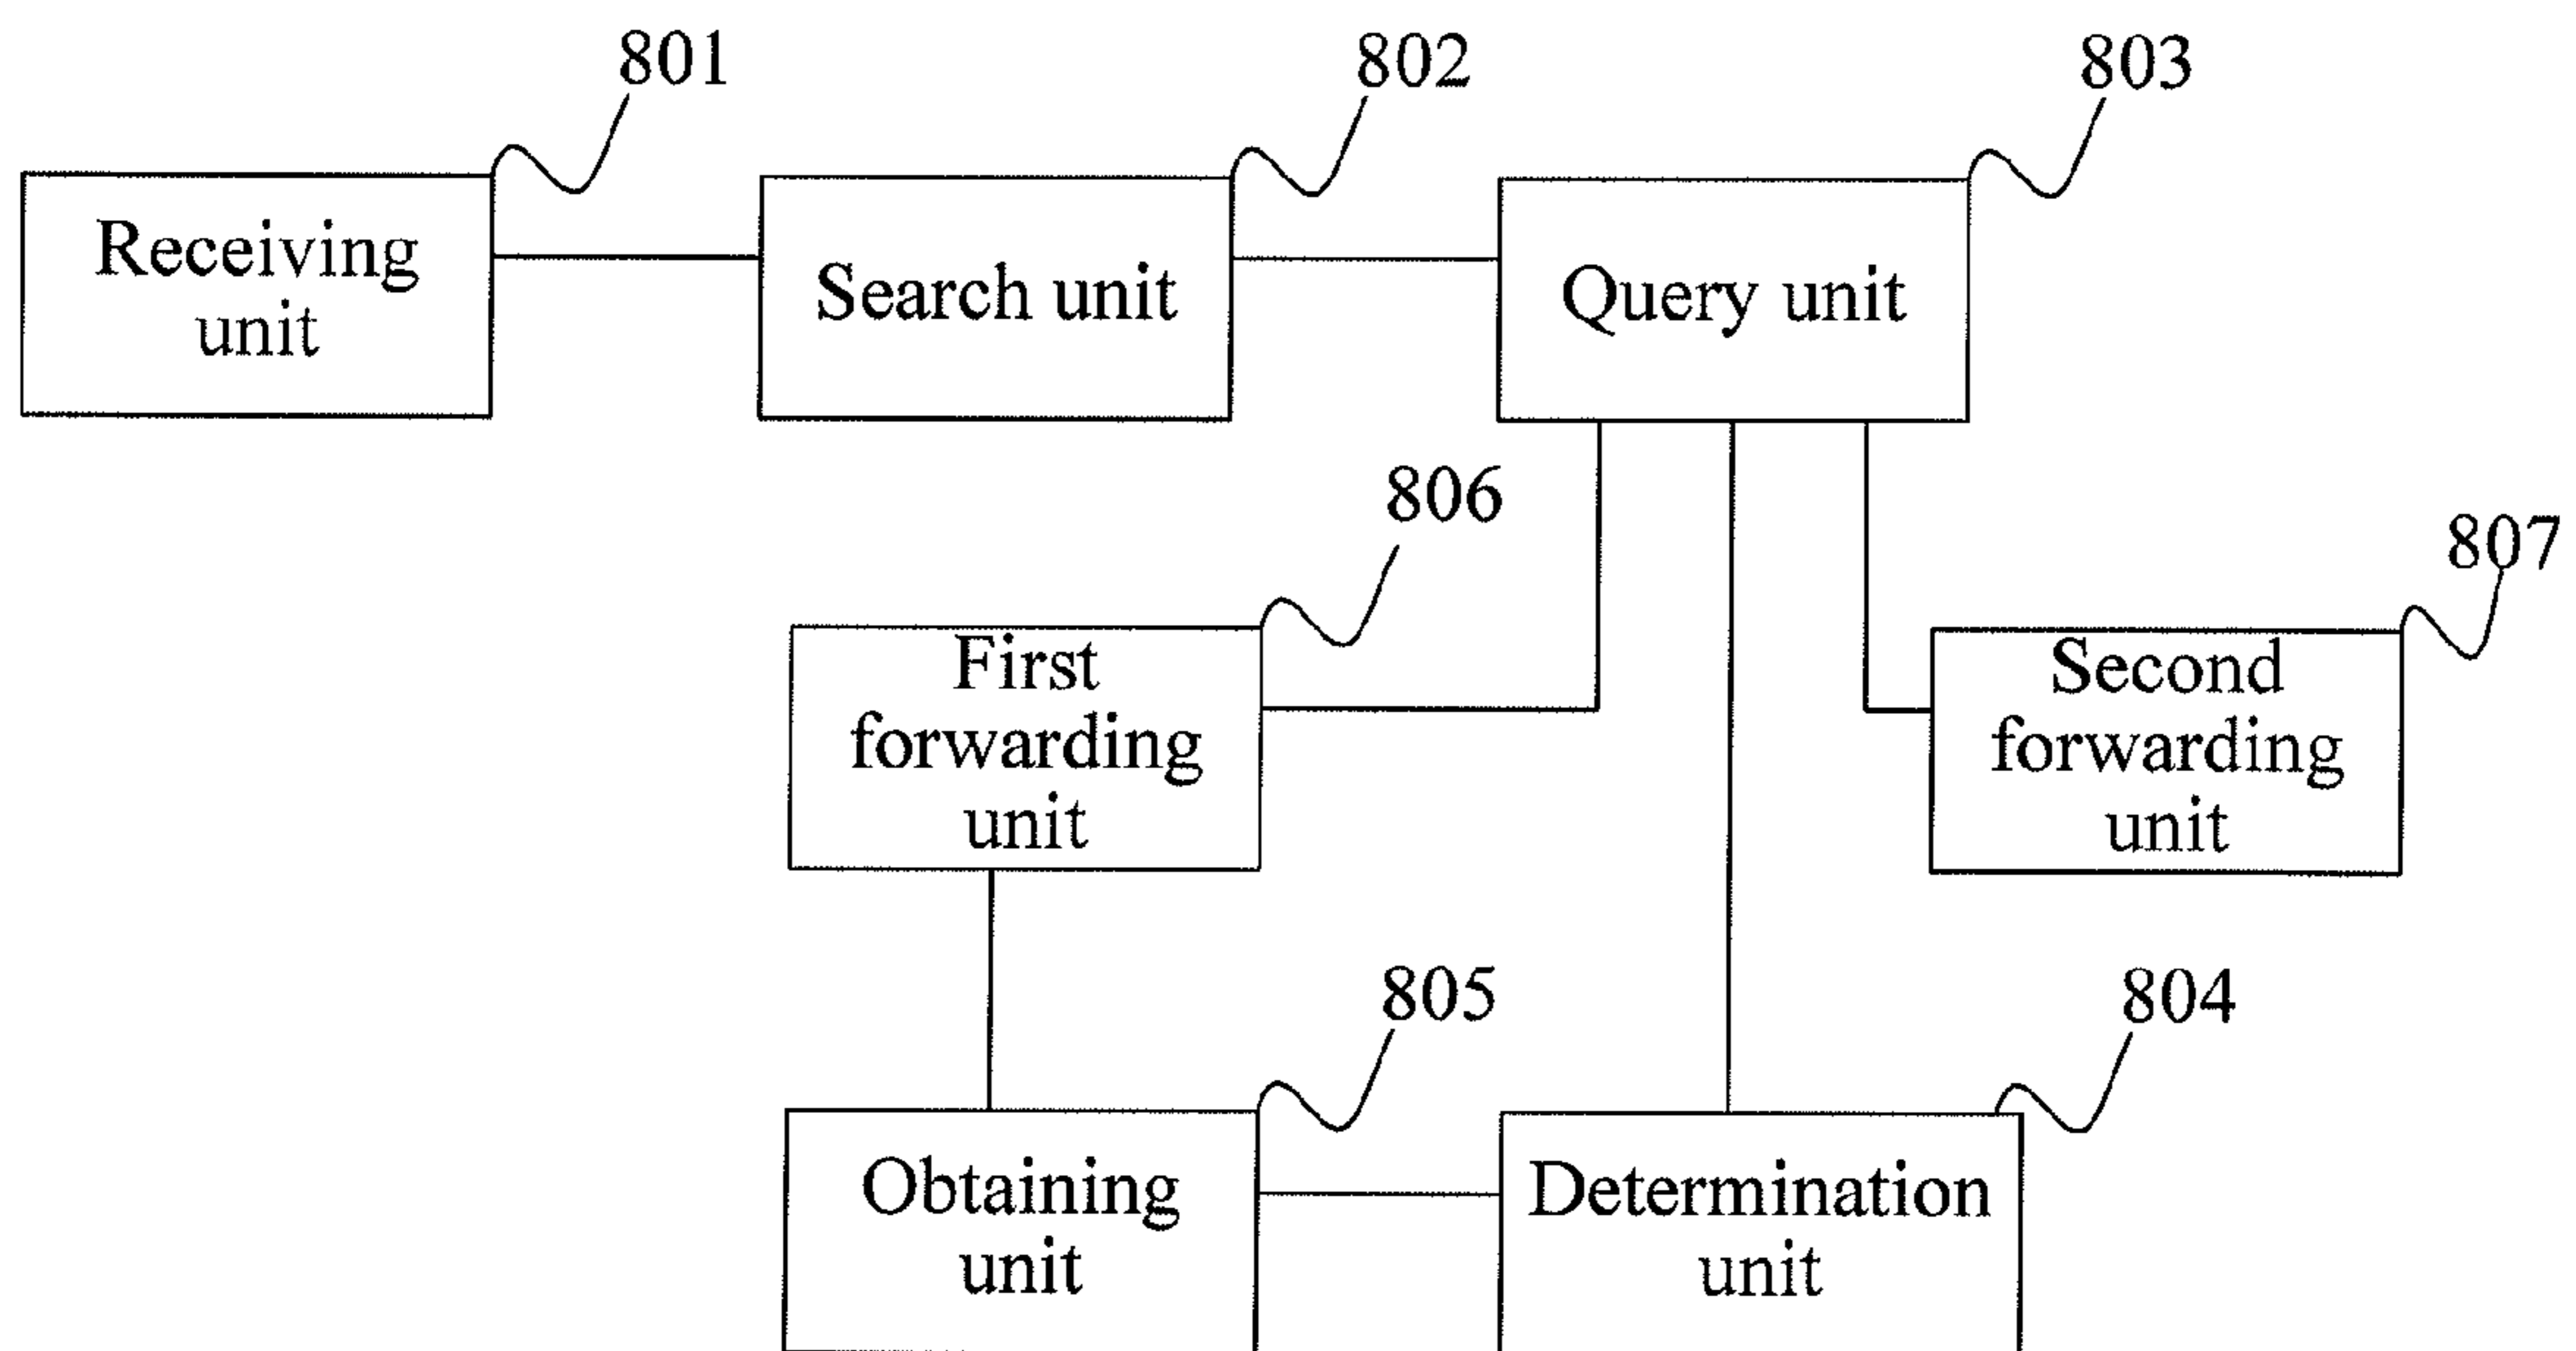 801
802
803
Receiving
unit
Search unit
Query unit
806
807
First
forwarding
unit
Second
forwarding
unit
805
804
Obtaining
unit
Determination
unit